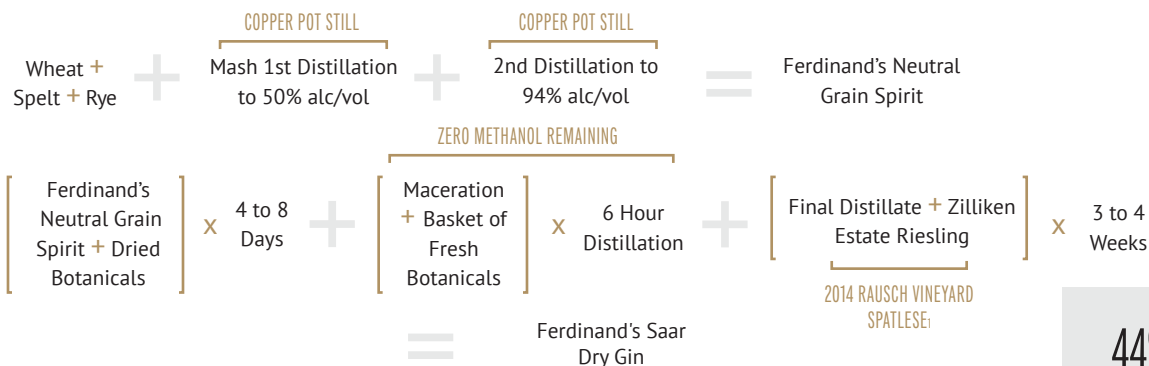 COPPER POT STILL COPPER POT STILL
Wheat +
Spelt + Rye
+
Mash 1st Distillation
to 50% alc/vol
+
2nd Distillation to
94% alc/vol
=
Ferdinand's Neutral
Grain Spirit
ZERO METHANOL REMAINING
Ferdinand's
Neutral Grain
Spirit + Dried
Botanicals
x
4 to 8
Days
+
Maceration
+ Basket of
Fresh
Botanicals
x
6 Hour
Distillation
+
Final Distillate + Zilliken
Estate Riesling
x
3 to 4
Weeks
2014 RAUSCH VINEYARD
SPATLESE
=
Ferdinand's Saar
Dry Gin
44